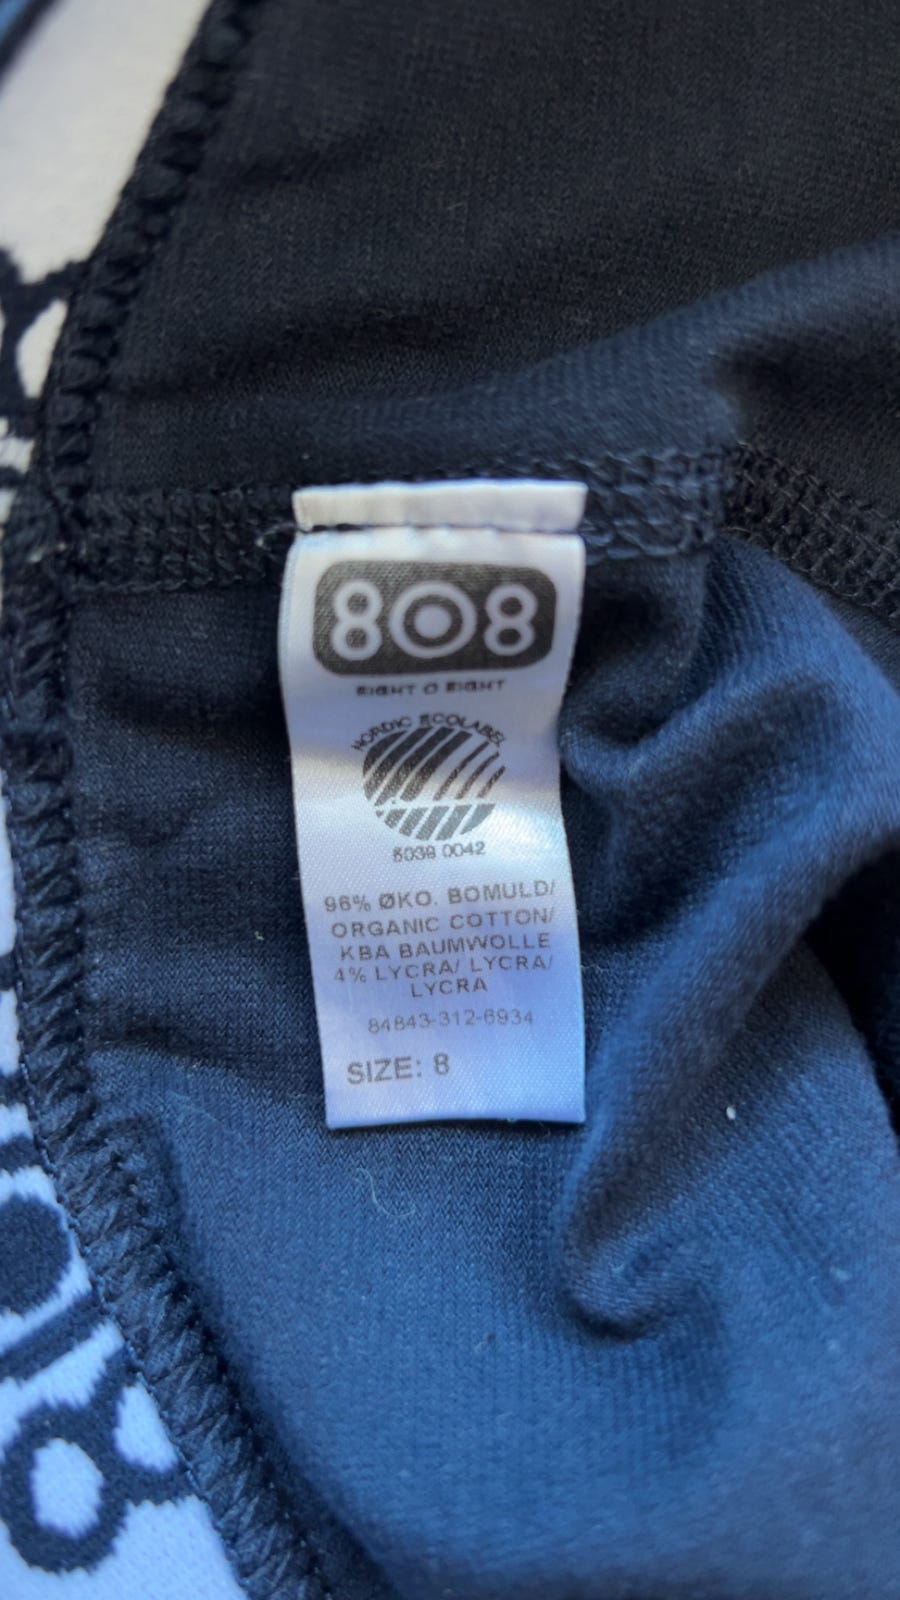 808
EIGHT O EIGHT
NORDIC ECOLABEL
5039 0042
96% ØKO. BOMULD/
ORGANIC COTTON/
KBA BAUMWOLLE
4% LYCRA/ LYCRA/
LYCRA
84843-312-6934
SIZE: 8